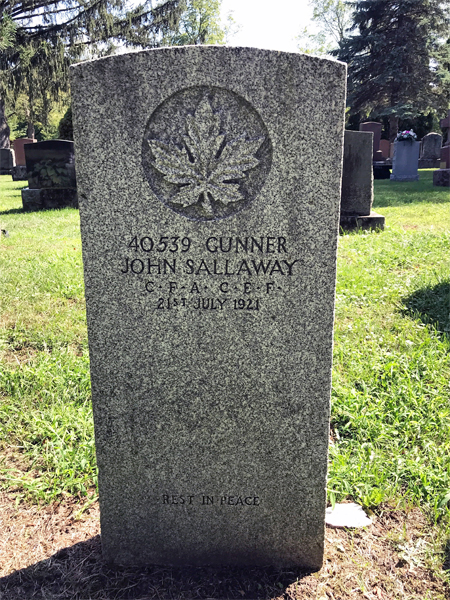 40539 GUNNER
JOHN SALLAWAY
C·F·A·C·E·F·
21ST JULY 1921
REST IN PEACE